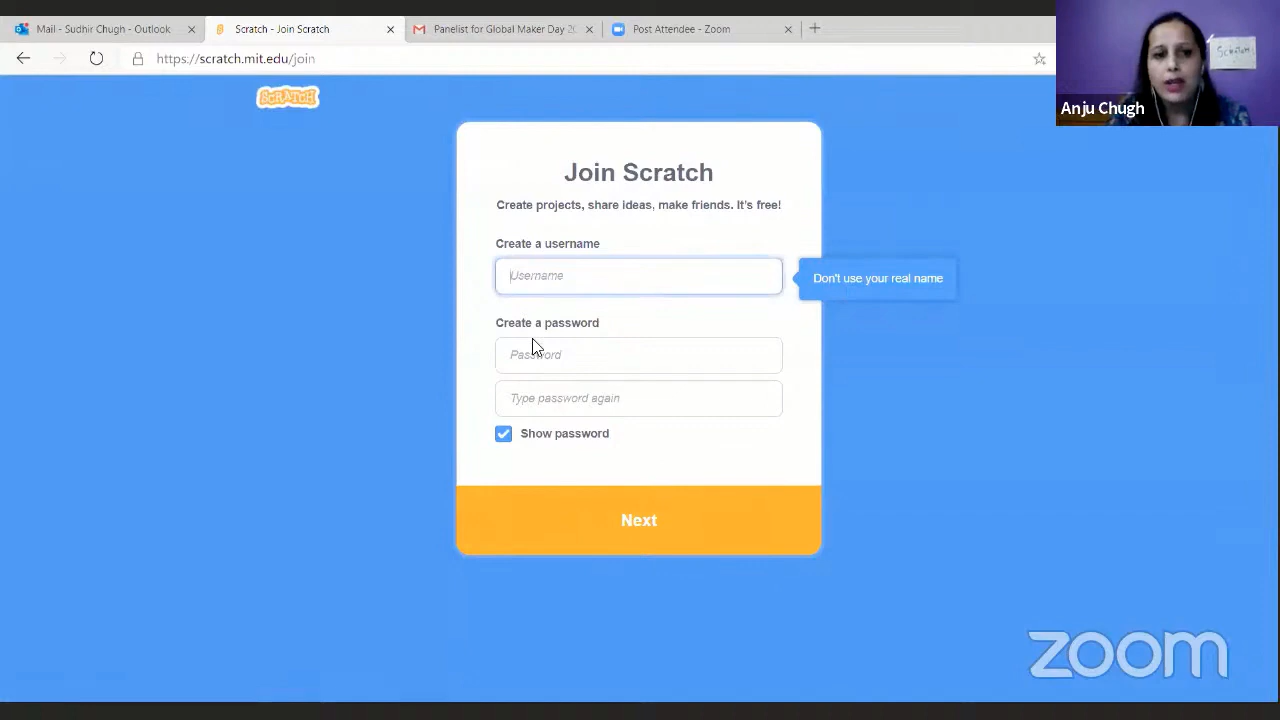 Mail - Sudhir Chugh - Outlook
Scratch - Join Scratch
Panelist for Global Maker Day 20
Post Attendee - Zoom
https://scratch.mit.edu/join
Scratch
Anju Chugh
SCRATCH
Join Scratch
Create projects, share ideas, make friends. It's free!
Create a username
Username
Don't use your real name
Create a password
Password
Type password again
Show password
Next
zoom